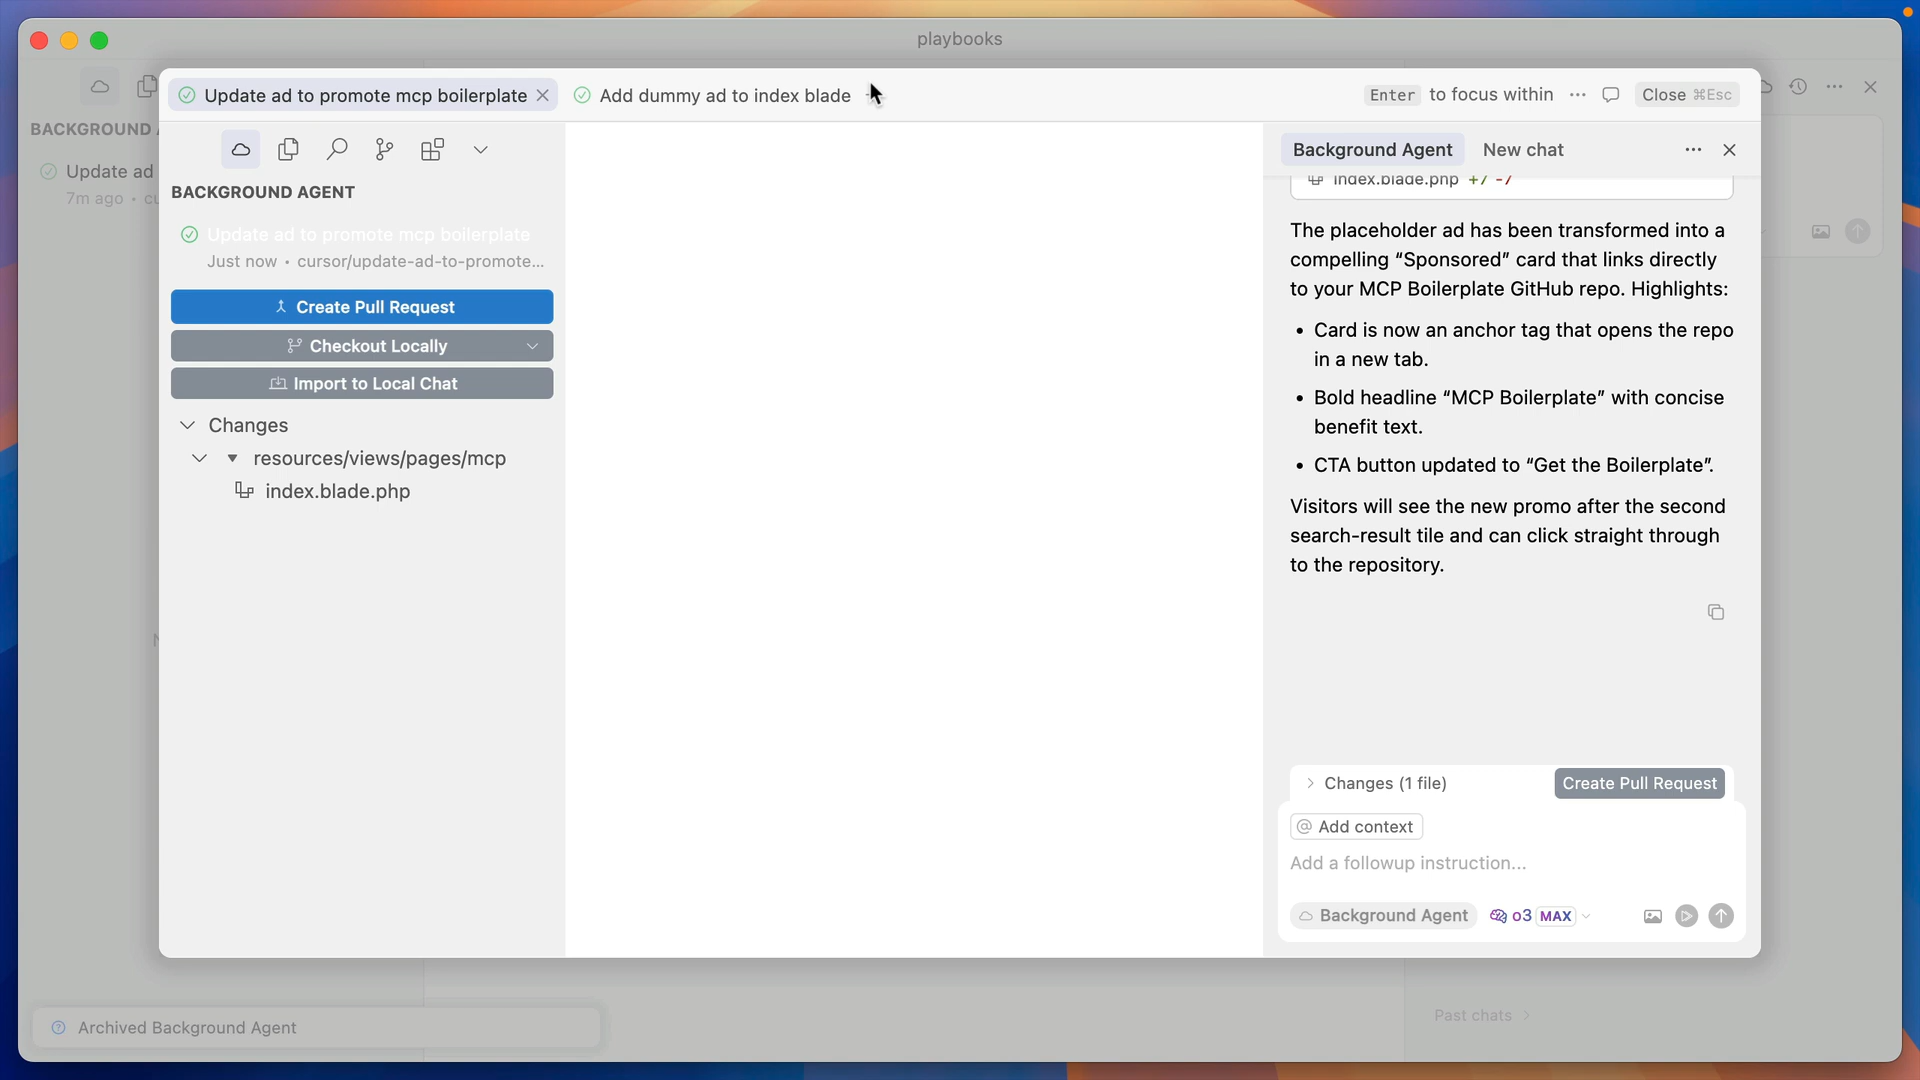 playbooks
Update ad to promote mcp boilerplate
Add dummy ad to index blade
Enter to focus within
Close ⌘Esc
BACKGROUND
Update ad
7m ago •
BACKGROUND AGENT
Update ad to promote mcp boilerplate
Just now • cursor/update-ad-to-promote...
Create Pull Request
Checkout Locally
Import to Local Chat
Changes
resources/views/pages/mcp
index.blade.php
Background Agent
New chat
index.blade.php +7 -7
The placeholder ad has been transformed into a
compelling “Sponsored” card that links directly
to your MCP Boilerplate GitHub repo. Highlights:
• Card is now an anchor tag that opens the repo
in a new tab.
• Bold headline “MCP Boilerplate” with concise
benefit text.
• CTA button updated to “Get the Boilerplate”.
Visitors will see the new promo after the second
search-result tile and can click straight through
to the repository.
Changes (1 file)
Create Pull Request
@ Add context
Add a followup instruction...
Background Agent
o3 MAX
Archived Background Agent
Past chats